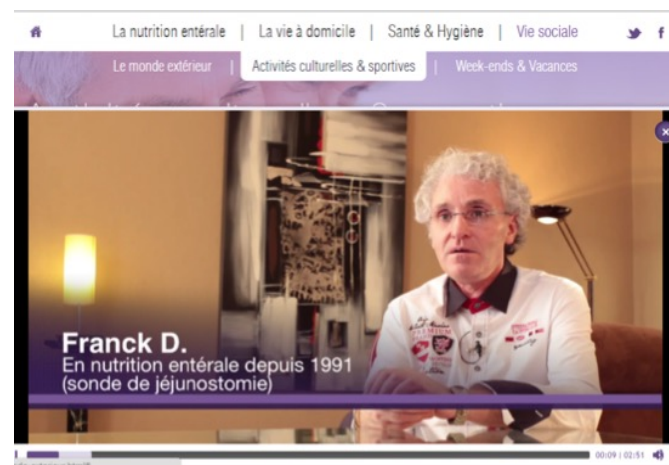 La nutrition entérale | La vie à domicile | Santé & Hygiène | Vie sociale
Le monde extérieur | Activités culturelles & sportives | Week-ends & Vacances
Franck D.
En nutrition entérale depuis 1991
(sonde de jéjunostomie)
00:09 | 02:51